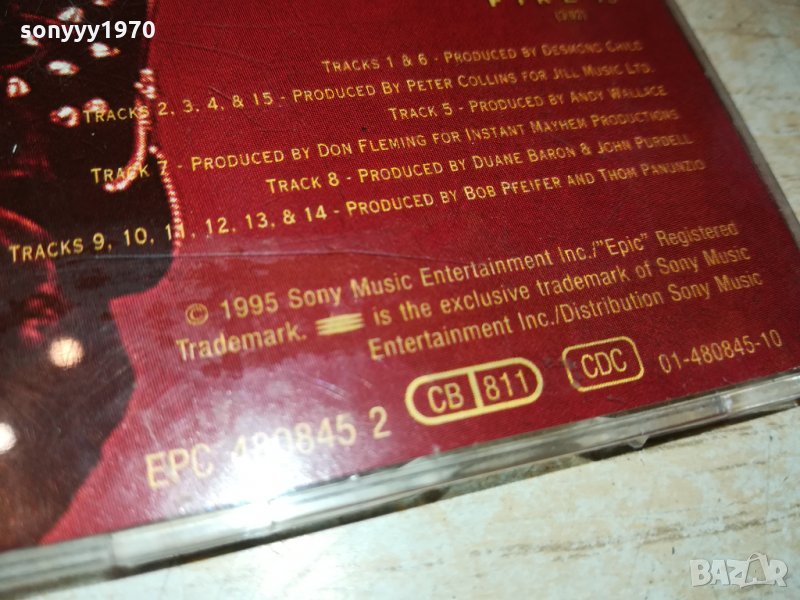 sonyyy1970
TRACKS 1 & 6 - PRODUCED BY DESMOND CHILD
TRACKS 2, 3, 4, & 15 - PRODUCED BY PETER COLLINS FOR JILL MUSIC LTD.
TRACK 5 - PRODUCED BY ANDY WALLACE
TRACK 7 - PRODUCED BY DON FLEMING FOR INSTANT MAYHEM PRODUCTIONS
TRACK 8 - PRODUCED BY DUANE BARON & JOHN PURDELL
TRACKS 9, 10, 11, 12, 13, & 14 - PRODUCED BY BOB PFEIFER AND THOM PANUNZIO
© 1995 Sony Music Entertainment Inc./"Epic" Registered
Trademark. is the exclusive trademark of Sony Music
Entertainment Inc./Distribution Sony Music
EPC 480845 2
CB 811
CDC
01-480845-10
BAZAR